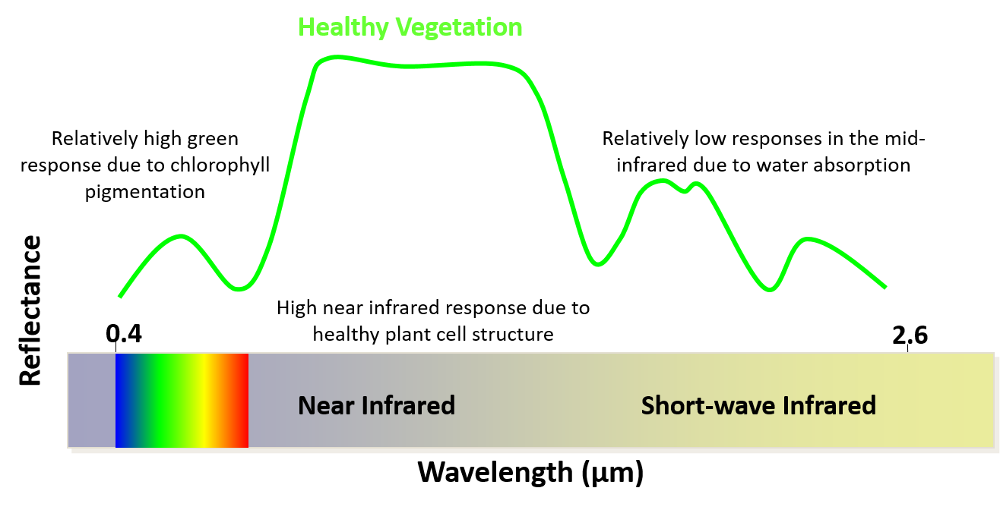 Healthy Vegetation
Relatively high green
response due to chlorophyll
pigmentation
Relatively low responses in the mid-
infrared due to water absorption
Reflectance
High near infrared response due to
healthy plant cell structure
0.4
2.6
Near Infrared
Short-wave Infrared
Wavelength (μm)